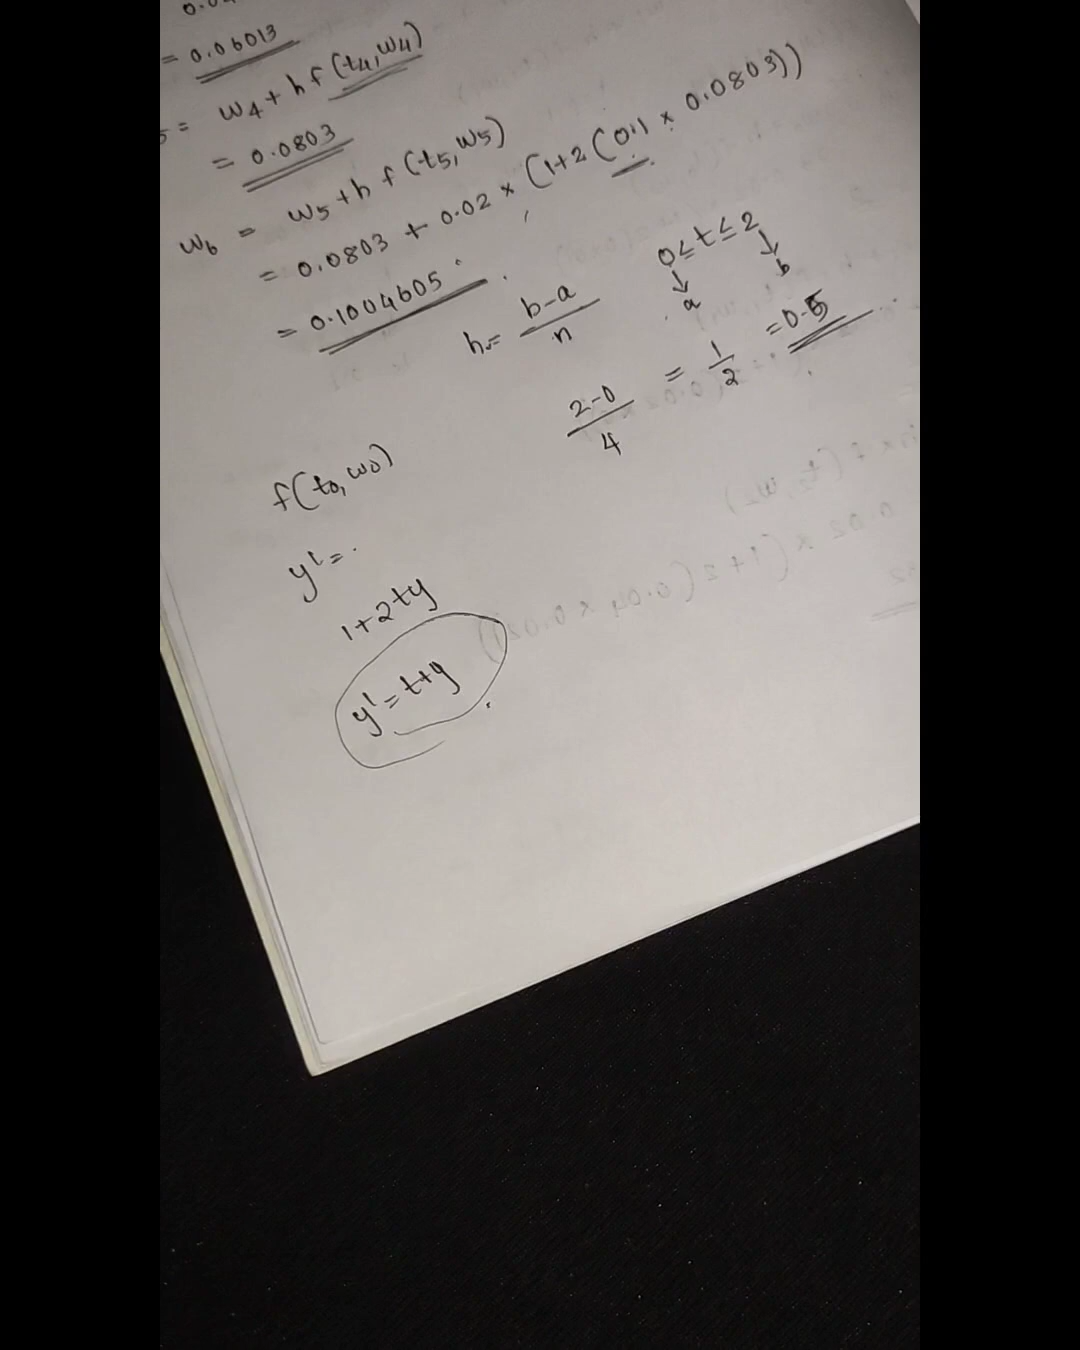 = 0.06013
= w4 + h f (t4, w4)
= 0.0803
w6 = w5 + h f (t5, w5)
= 0.0803 + 0.02 × (1+2 (0.1) × 0.0803))
= 0.1004605
h = b-a / n
0 ≤ t ≤ 2
a b
2-0 / 4 = 1/2 = 0.5
f(t0, w0)
y' =
1+2ty
y' = t+y